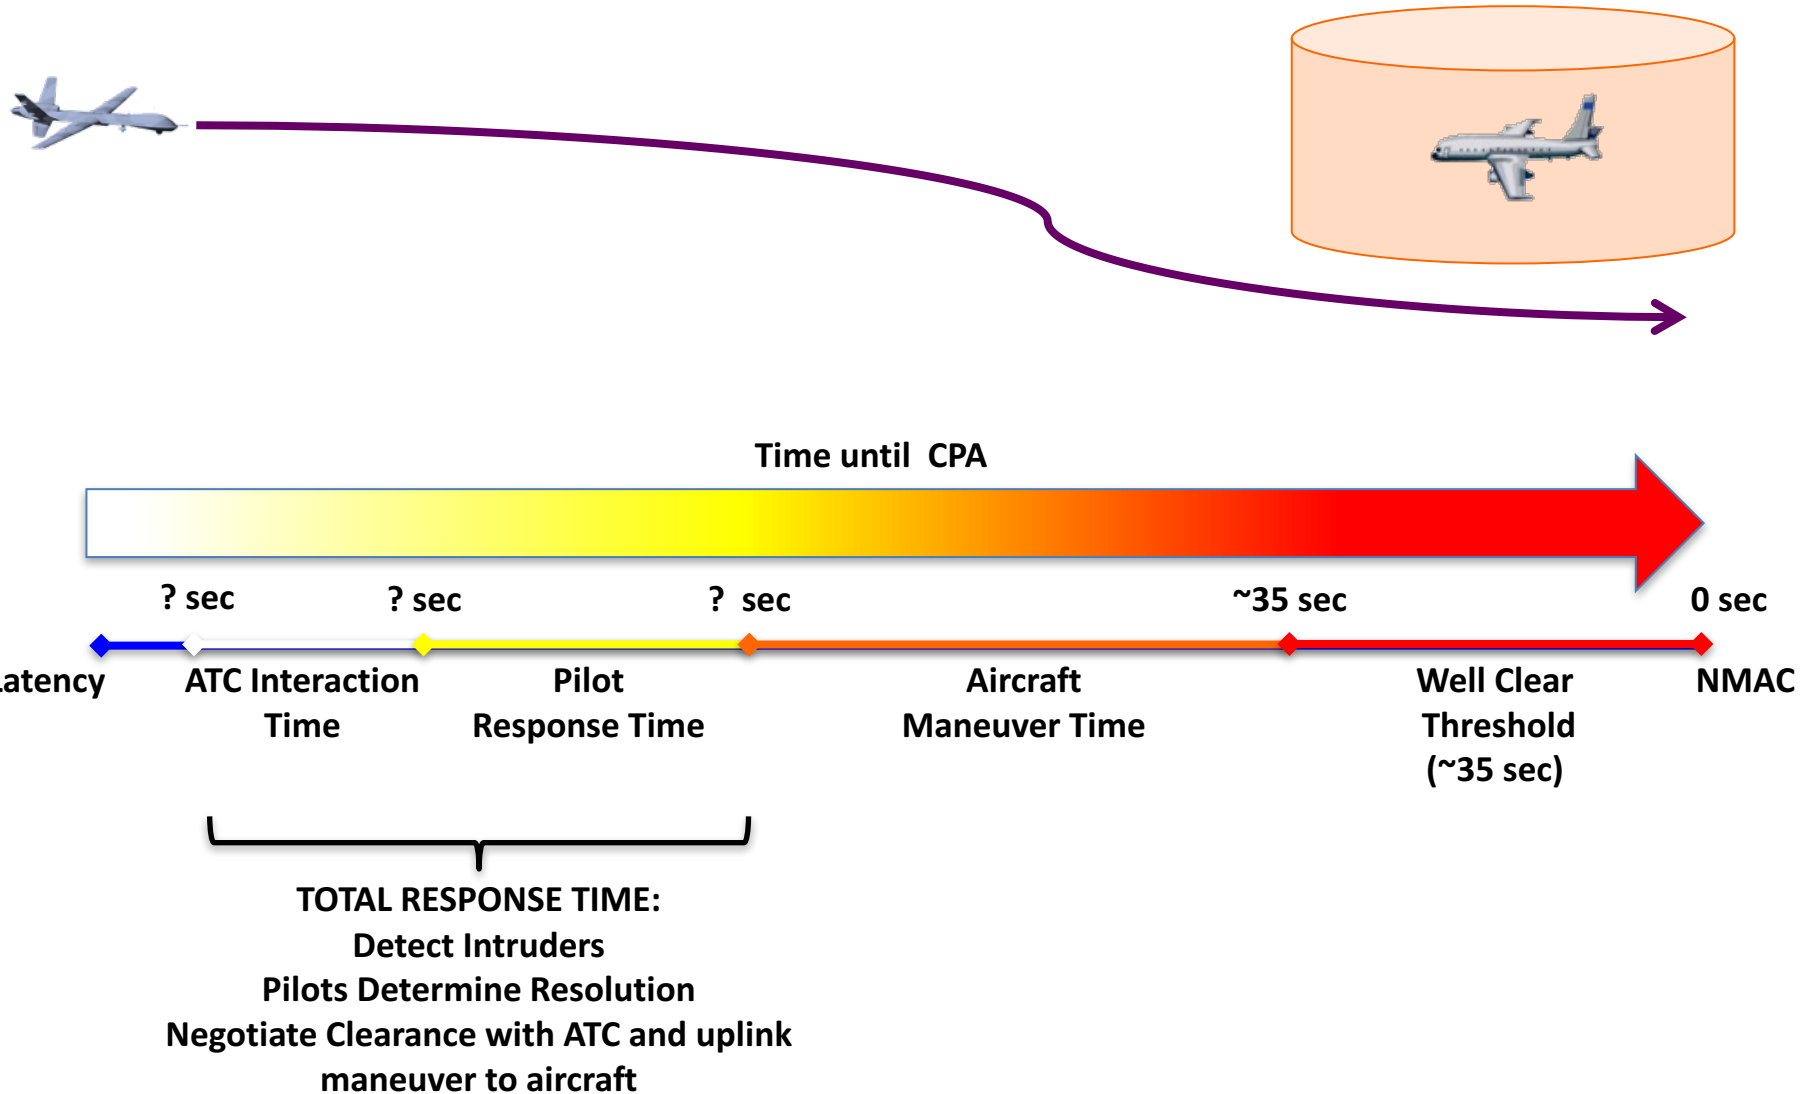 Time until CPA
? sec
? sec
? sec
~35 sec
0 sec
ATC Interaction
Time
Pilot
Response Time
Aircraft
Maneuver Time
Well Clear
Threshold
(~35 sec)
NMAC
TOTAL RESPONSE TIME:
Detect Intruders
Pilots Determine Resolution
Negotiate Clearance with ATC and uplink
maneuver to aircraft